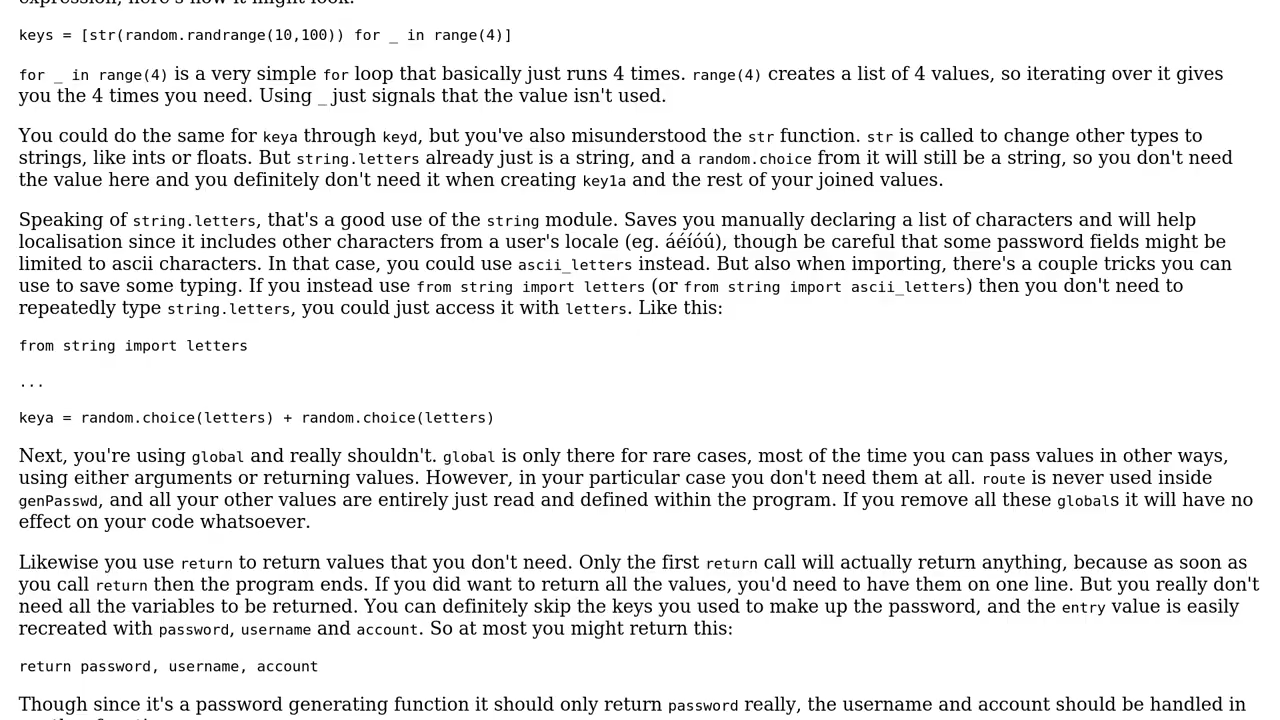 expression, here's how it might look:
keys = [str(random.randrange(10,100)) for _ in range(4)]
for _ in range(4) is a very simple for loop that basically just runs 4 times. range(4) creates a list of 4 values, so iterating over it gives
you the 4 times you need. Using _ just signals that the value isn't used.
You could do the same for keya through keyd, but you've also misunderstood the str function. str is called to change other types to
strings, like ints or floats. But string.letters already just is a string, and a random.choice from it will still be a string, so you don't need
the value here and you definitely don't need it when creating key1a and the rest of your joined values.
Speaking of string.letters, that's a good use of the string module. Saves you manually declaring a list of characters and will help
localisation since it includes other characters from a user's locale (eg. áéíóú), though be careful that some password fields might be
limited to ascii characters. In that case, you could use ascii_letters instead. But also when importing, there's a couple tricks you can
use to save some typing. If you instead use from string import letters (or from string import ascii_letters) then you don't need to
repeatedly type string.letters, you could just access it with letters. Like this:
from string import letters
...
keya = random.choice(letters) + random.choice(letters)
Next, you're using global and really shouldn't. global is only there for rare cases, most of the time you can pass values in other ways,
using either arguments or returning values. However, in your particular case you don't need them at all. route is never used inside
genPasswd, and all your other values are entirely just read and defined within the program. If you remove all these globals it will have no
effect on your code whatsoever.
Likewise you use return to return values that you don't need. Only the first return call will actually return anything, because as soon as
you call return then the program ends. If you did want to return all the values, you'd need to have them on one line. But you really don't
need all the variables to be returned. You can definitely skip the keys you used to make up the password, and the entry value is easily
recreated with password, username and account. So at most you might return this:
return password, username, account
Though since it's a password generating function it should only return password really, the username and account should be handled in